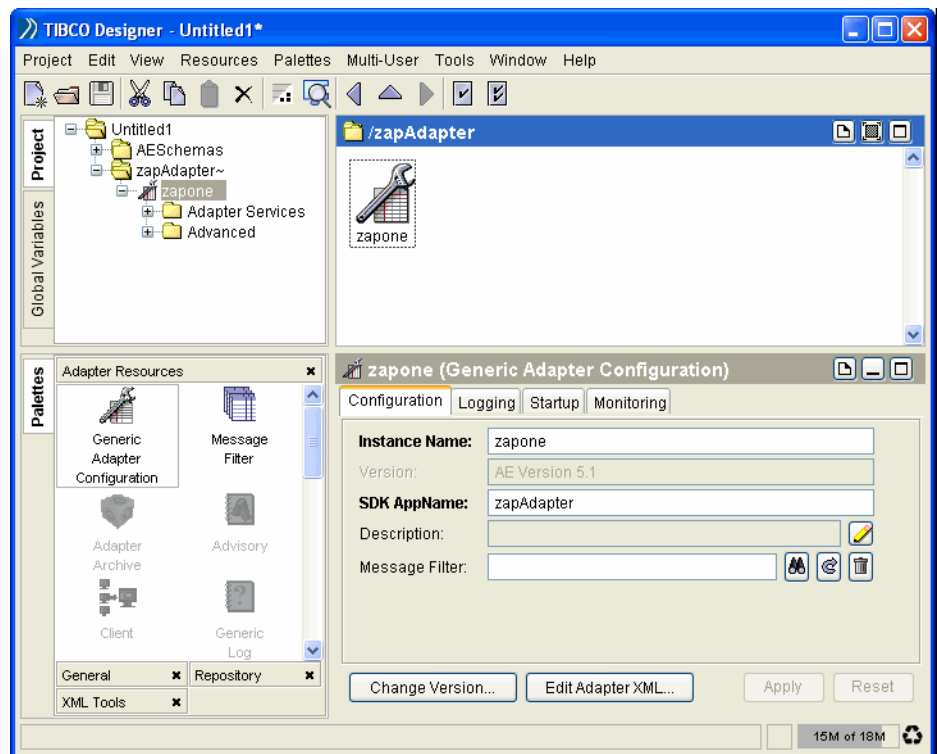 TIBCO Designer - Untitled1*
Project Edit View Resources Palettes Multi-User Tools Window Help
Project
Global Variables
Untitled1
AESchemas
zapAdapter~
zapone
Adapter Services
Advanced
/zapAdapter
zapone
Palettes
Adapter Resources
Generic
Adapter
Configuration
Message
Filter
Adapter
Archive
Advisory
Client
Generic
Log
General
Repository
XML Tools
zapone (Generic Adapter Configuration)
Configuration Logging Startup Monitoring
Instance Name: zapone
Version: AE Version 5.1
SDK AppName: zapAdapter
Description:
Message Filter:
Change Version... Edit Adapter XML... Apply Reset
15M of 18M